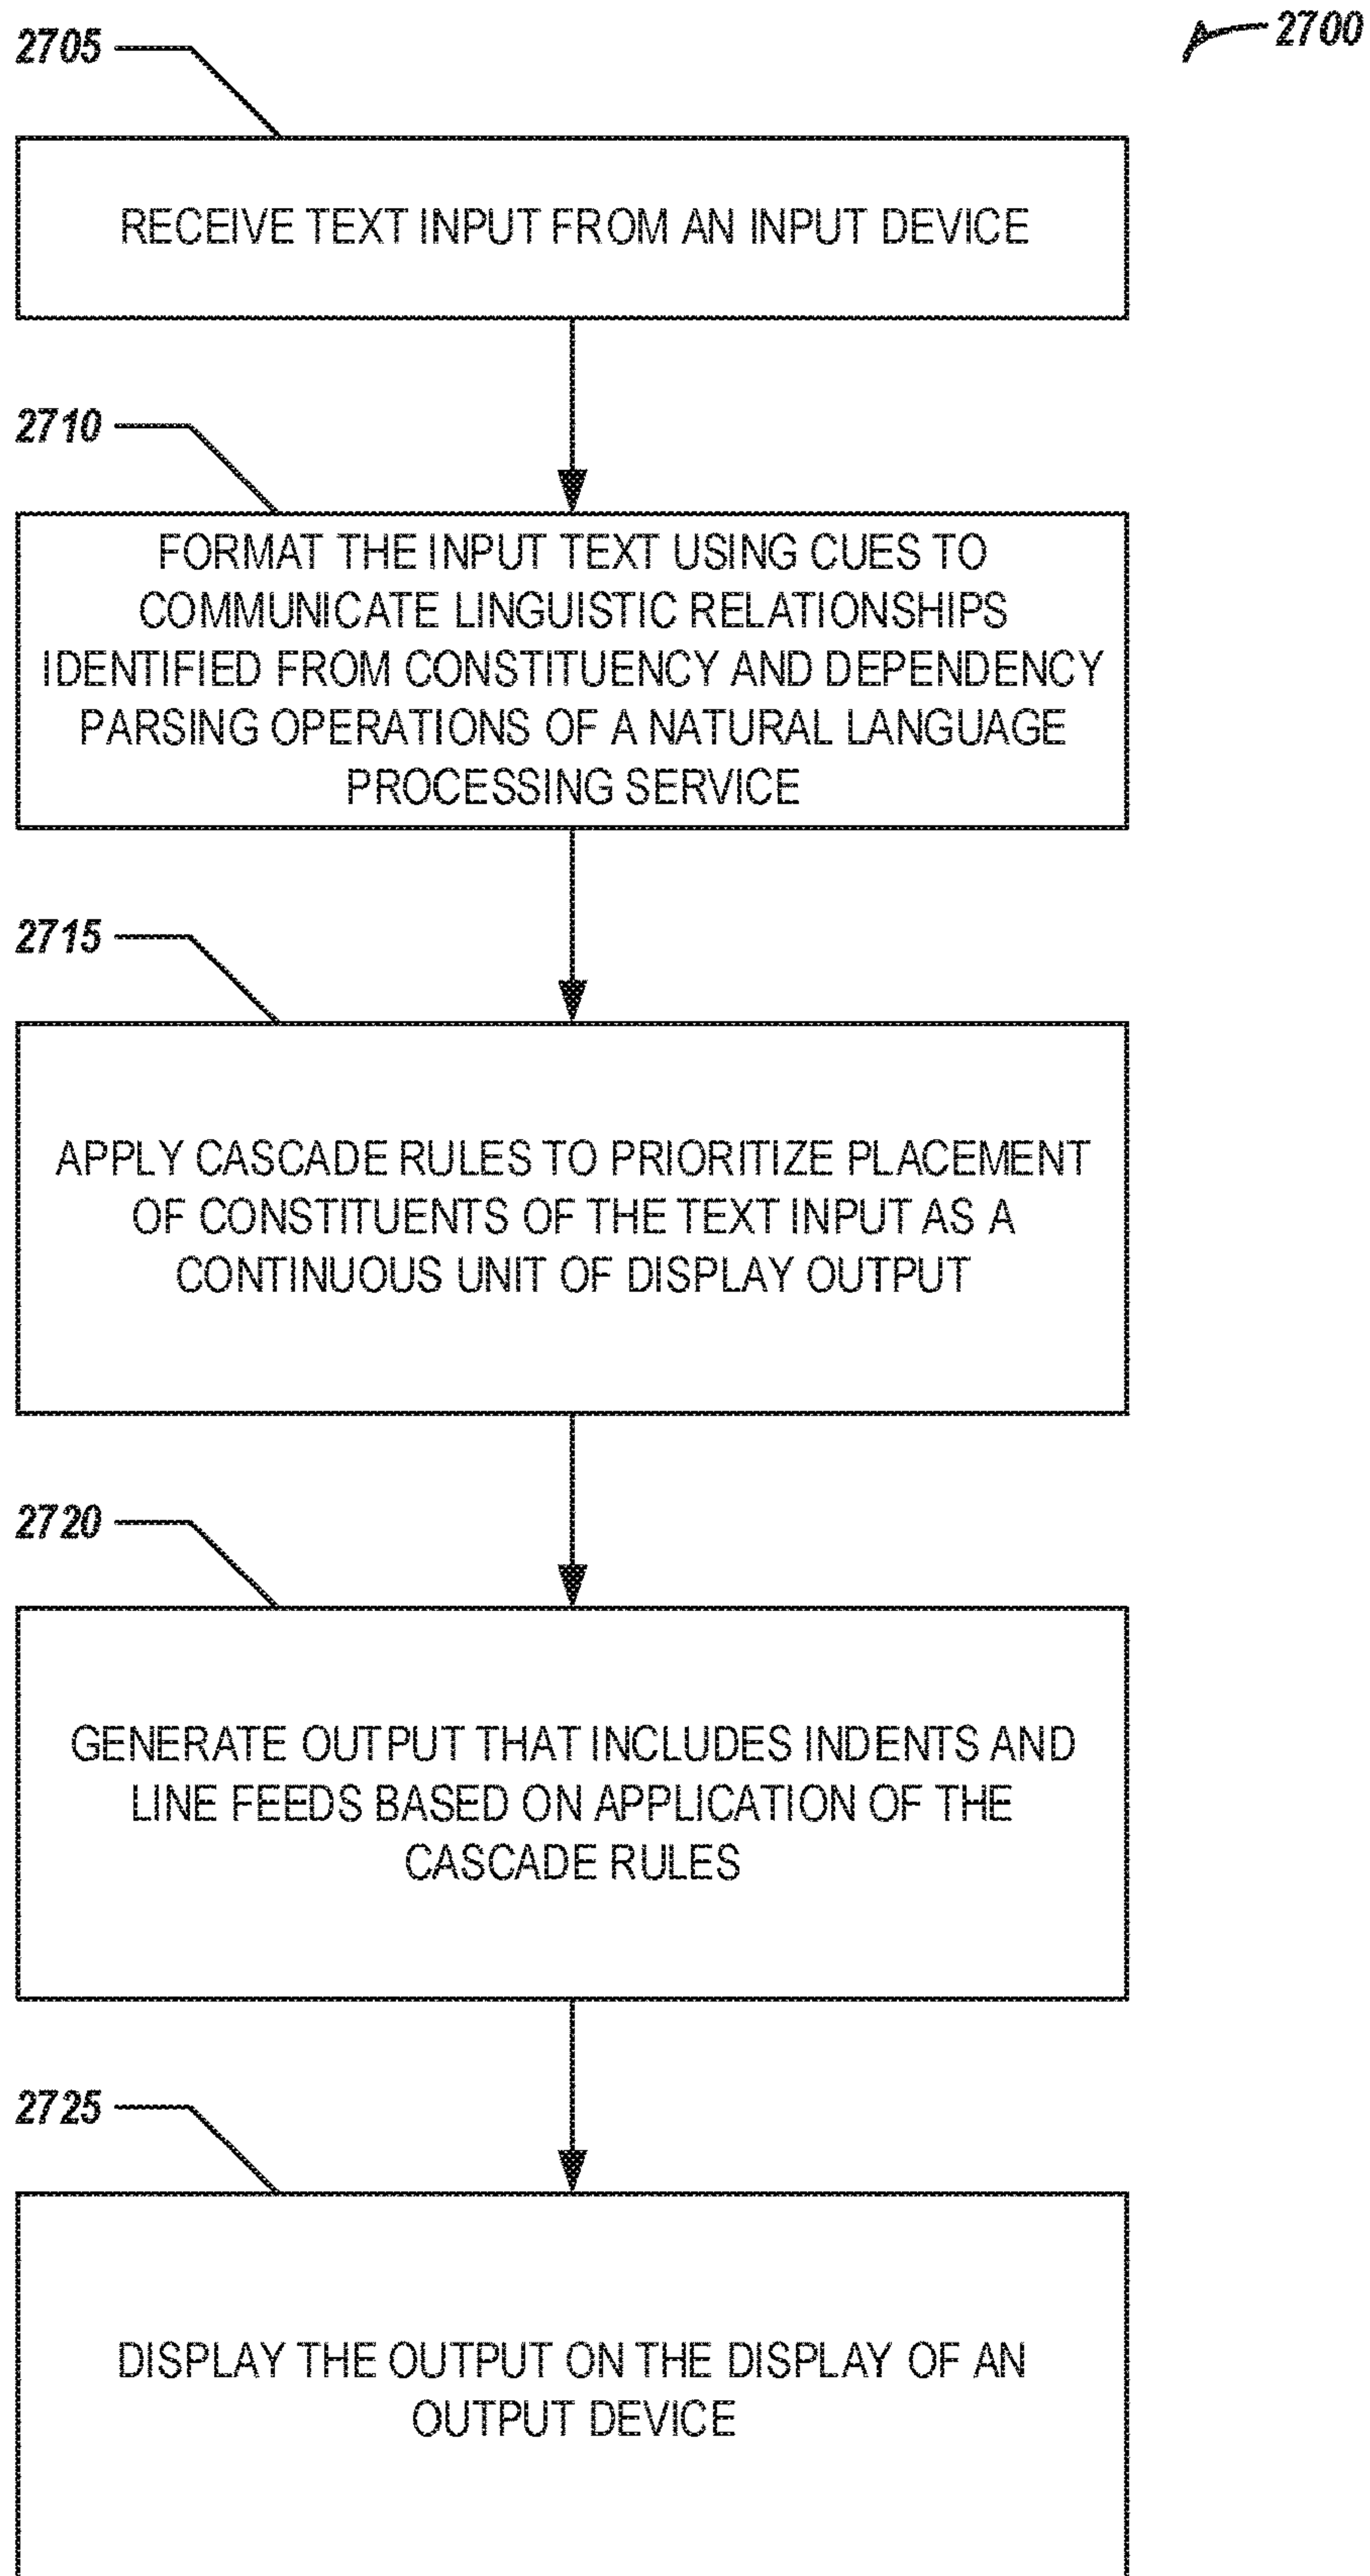 2700
2705
RECEIVE TEXT INPUT FROM AN INPUT DEVICE
2710
FORMAT THE INPUT TEXT USING CUES TO
COMMUNICATE LINGUISTIC RELATIONSHIPS
IDENTIFIED FROM CONSTITUENCY AND DEPENDENCY
PARSING OPERATIONS OF A NATURAL LANGUAGE
PROCESSING SERVICE
2715
APPLY CASCADE RULES TO PRIORITIZE PLACEMENT
OF CONSTITUENTS OF THE TEXT INPUT AS A
CONTINUOUS UNIT OF DISPLAY OUTPUT
2720
GENERATE OUTPUT THAT INCLUDES INDENTS AND
LINE FEEDS BASED ON APPLICATION OF THE
CASCADE RULES
2725
DISPLAY THE OUTPUT ON THE DISPLAY OF AN
OUTPUT DEVICE